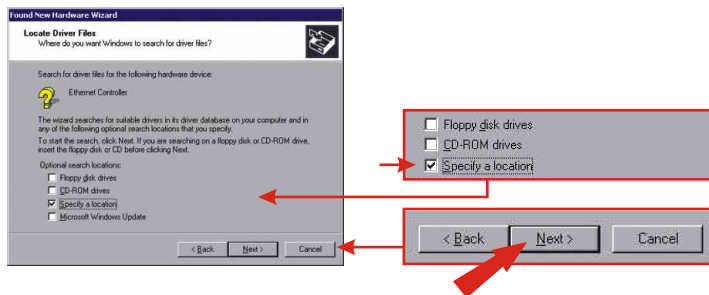 Found New Hardware Wizard
Locate Driver Files
Where do you want Windows to search for driver files?
Search for driver files for the following hardware device:
Ethernet Controller
The wizard searches for suitable drivers in its driver database on your computer and in
any of the following optional search locations that you specify.
To start the search, click Next. If you are searching on a floppy disk or CD-ROM drive,
insert the floppy disk or CD before clicking Next.
Optional search locations:
Floppy disk drives
CD-ROM drives
Specify a location
Microsoft Windows Update
< Back
Next >
Cancel
Floppy disk drives
CD-ROM drives
Specify a location
< Back
Next >
Cancel